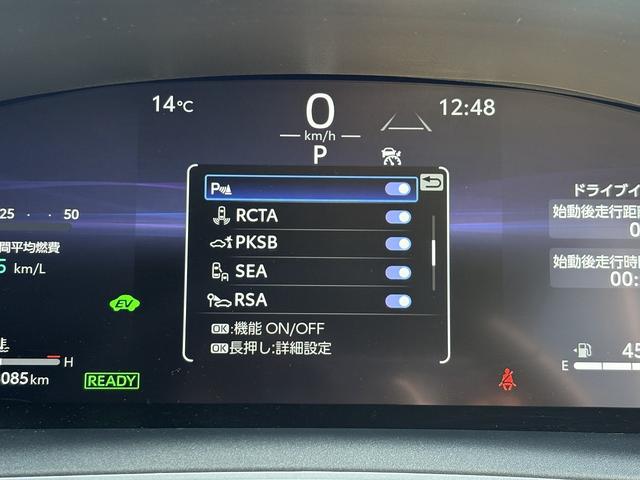 14℃
0
km/h
12:48
P
P
RCTA
PKSB
SEA
RSA
OK:機能 ON/OFF
OK長押し:詳細設定
25 50
間平均燃費
5 km/L
EV
H
085km
READY
ドライブイ
始動後走行距
0
始動後走行時
00:
45
E